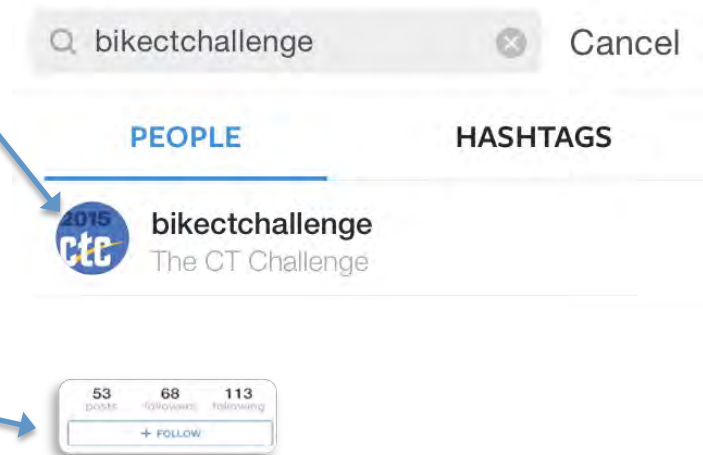 bikectchallenge Cancel
PEOPLE HASHTAGS
2015
ctc
bikectchallenge
The CT Challenge
53 68 113
posts followers following
+ FOLLOW